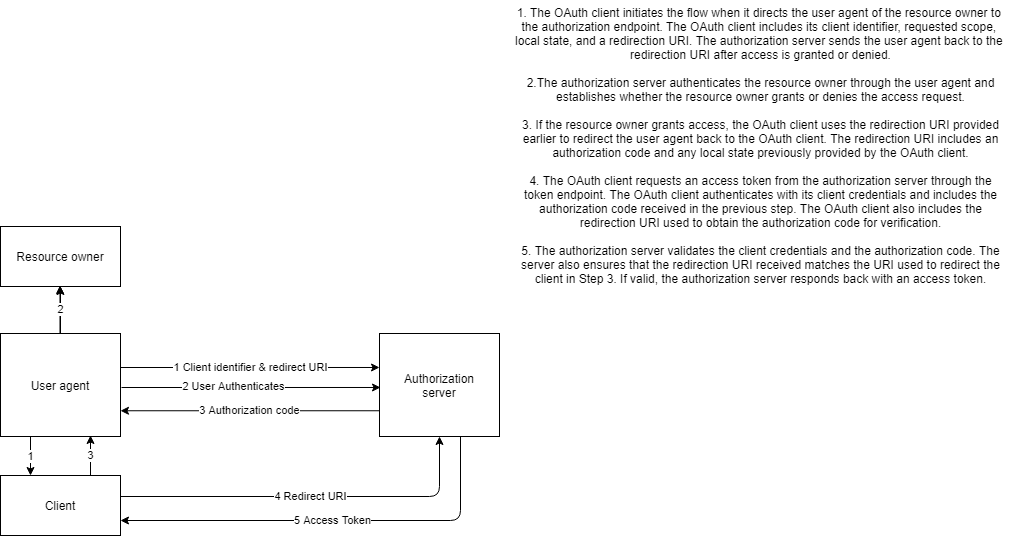 1. The OAuth client initiates the flow when it directs the user agent of the resource owner to
the authorization endpoint. The OAuth client includes its client identifier, requested scope,
local state, and a redirection URI. The authorization server sends the user agent back to the
redirection URI after access is granted or denied.
2.The authorization server authenticates the resource owner through the user agent and
establishes whether the resource owner grants or denies the access request.
3. If the resource owner grants access, the OAuth client uses the redirection URI provided
earlier to redirect the user agent back to the OAuth client. The redirection URI includes an
authorization code and any local state previously provided by the OAuth client.
4. The OAuth client requests an access token from the authorization server through the
token endpoint. The OAuth client authenticates with its client credentials and includes the
authorization code received in the previous step. The OAuth client also includes the
redirection URI used to obtain the authorization code for verification.
5. The authorization server validates the client credentials and the authorization code. The
server also ensures that the redirection URI received matches the URI used to redirect the
client in Step 3. If valid, the authorization server responds back with an access token.
Resource owner
2
User agent
1 Client identifier & redirect URI
2 User Authenticates
3 Authorization code
Authorization
server
1
3
Client
4 Redirect URI
5 Access Token